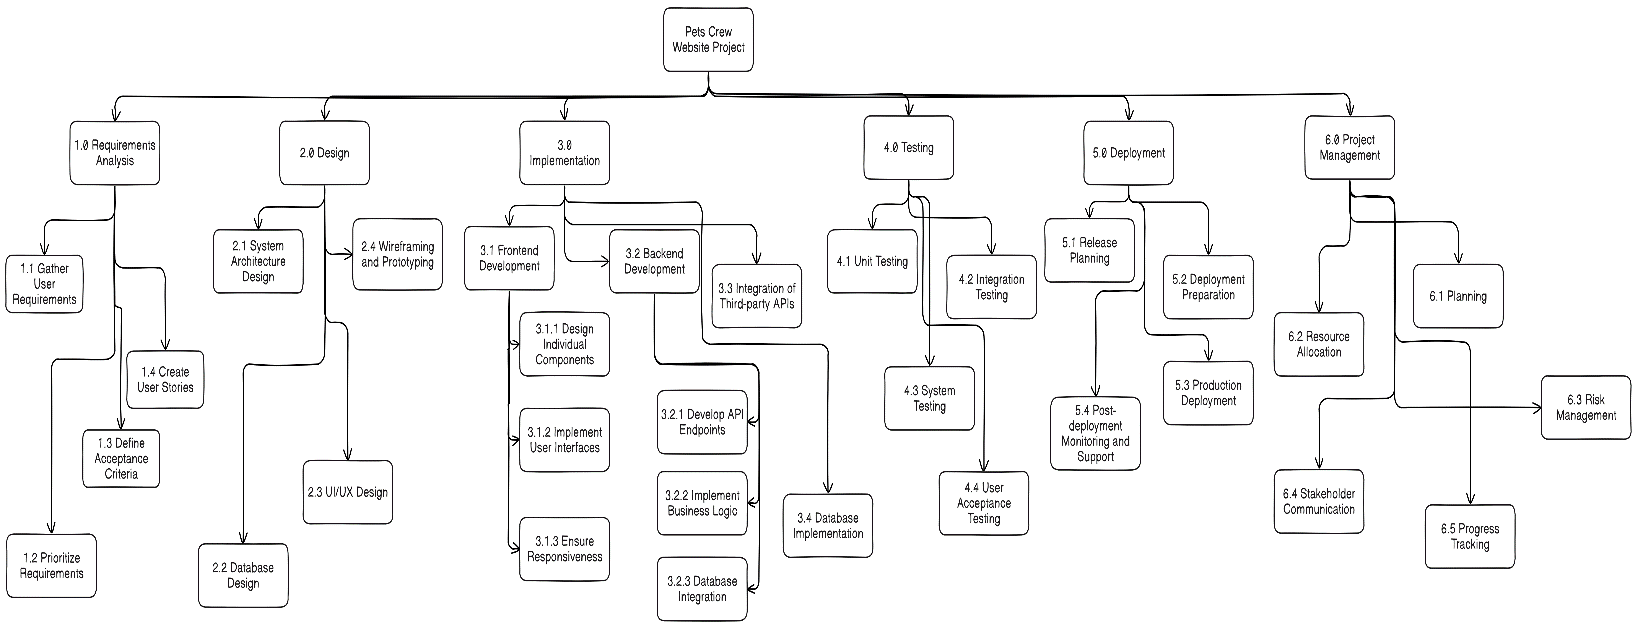 Pets Crew
Website Project
1.0 Requirements
Analysis
2.0 Design
3.0
Implementation
4.0 Testing
5.0 Deployment
6.0 Project
Management
1.1 Gather
User
Requirements
1.4 Create
User Stories
1.3 Define
Acceptance
Criteria
1.2 Prioritize
Requirements
2.1 System
Architecture
Design
2.4 Wireframing
and Prototyping
2.3 UI/UX Design
2.2 Database
Design
3.1 Frontend
Development
3.2 Backend
Development
3.3 Integration of
Third-party APIs
3.1.1 Design
Individual
Components
3.1.2 Implement
User Interfaces
3.1.3 Ensure
Responsiveness
3.2.1 Develop API
Endpoints
3.2.2 Implement
Business Logic
3.2.3 Database
Integration
3.4 Database
Implementation
4.1 Unit Testing
4.2 Integration
Testing
4.3 System
Testing
4.4 User
Acceptance
Testing
5.1 Release
Planning
5.2 Deployment
Preparation
5.3 Production
Deployment
5.4 Post-
deployment
Monitoring and
Support
6.1 Planning
6.2 Resource
Allocation
6.3 Risk
Management
6.4 Stakeholder
Communication
6.5 Progress
Tracking